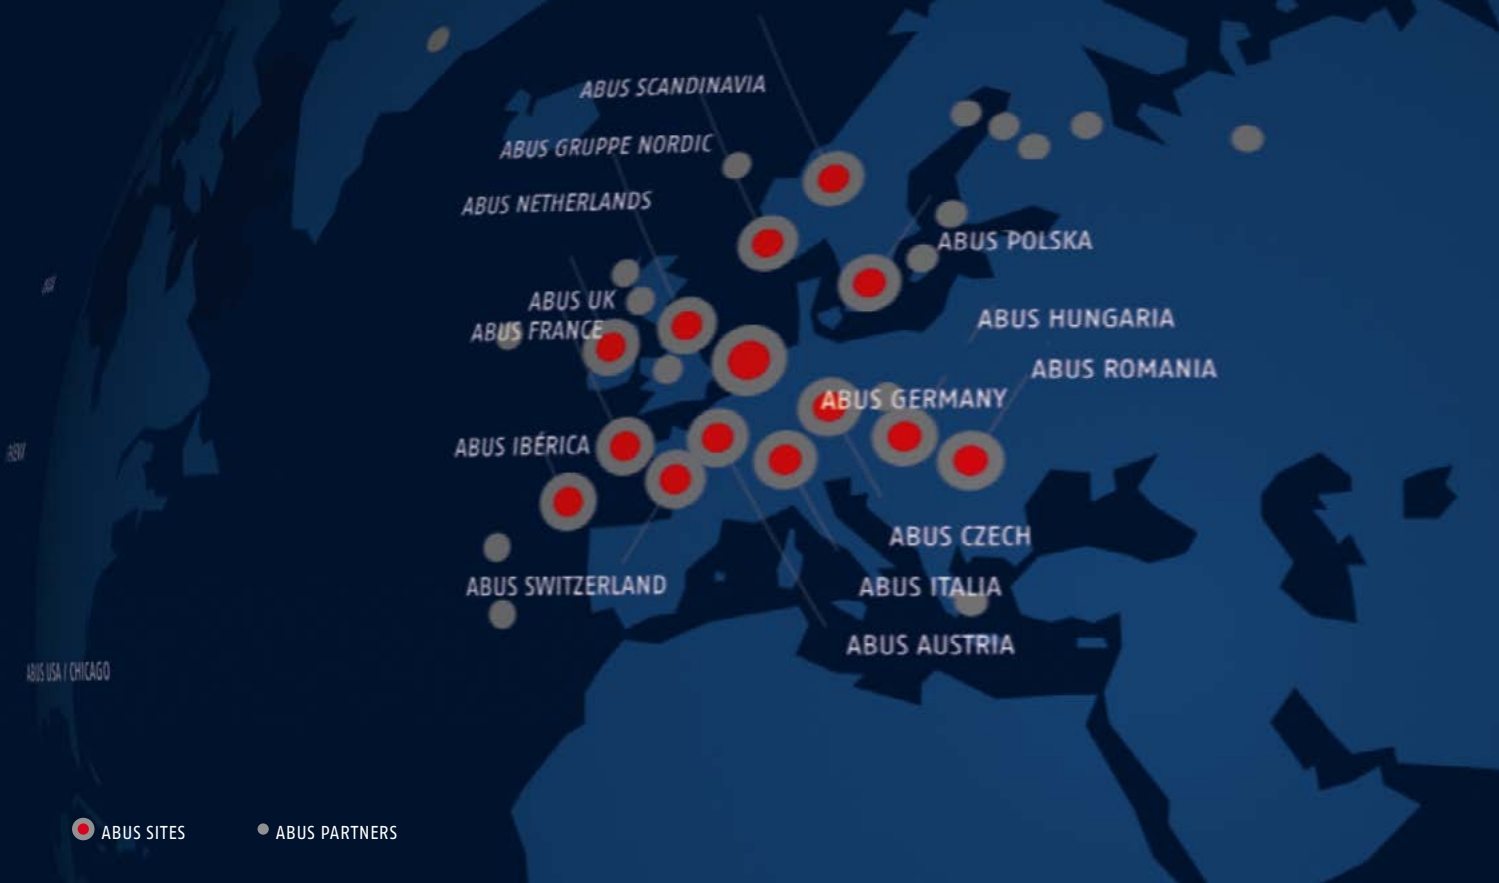 ABUS SCANDINAVIA
ABUS GRUPPE NORDIC
ABUS NETHERLANDS
ABUS POLSKA
ABUS UK
ABUS HUNGARIA
ABUS FRANCE
ABUS ROMANIA
ABUS GERMANY
ABUS IBÉRICA
ABUS CZECH
ABUS SWITZERLAND
ABUS ITALIA
ABUS AUSTRIA
ABUS USA / CHICAGO
ABUS SITES
ABUS PARTNERS